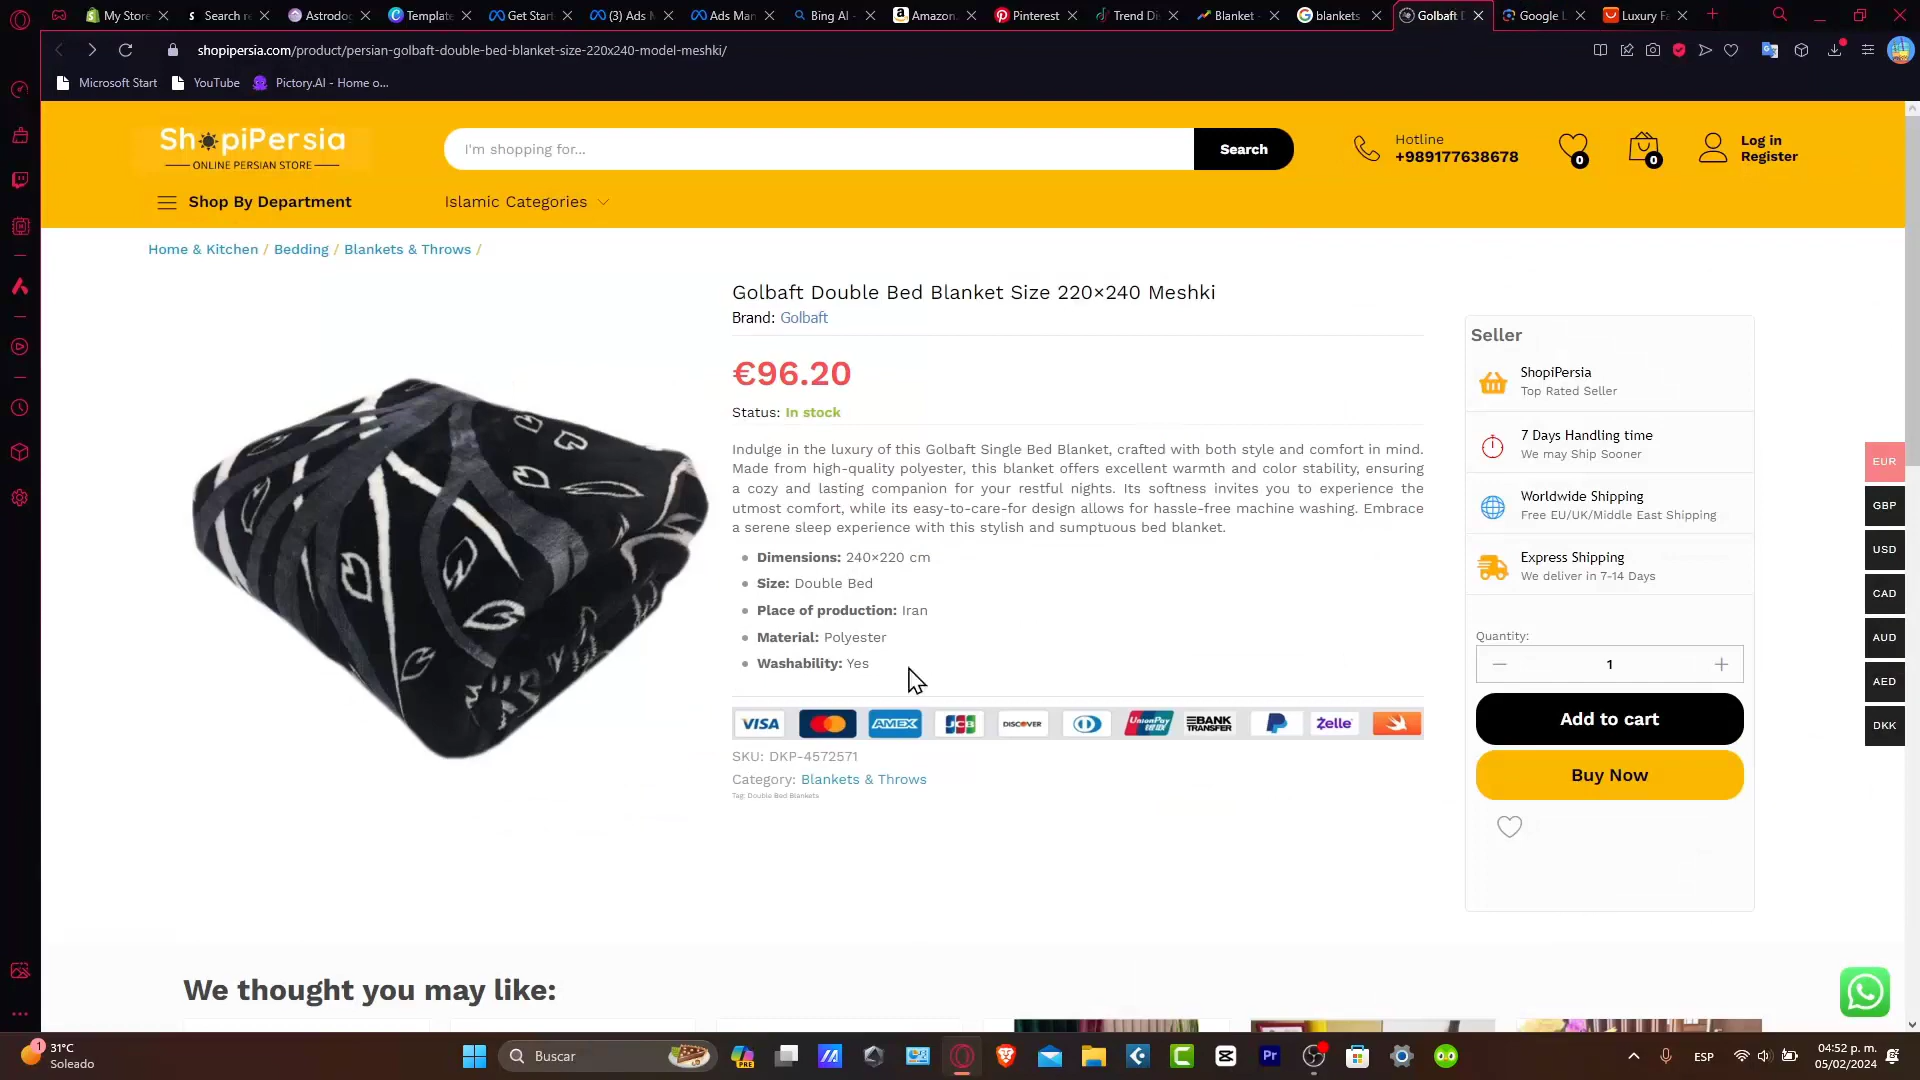 My Store
Search re
Astrodog
Template
Get Start
(3) Ads M
Ads Man
Bing AI -
Amazon.
Pinterest
Trend Di
Blanket -
blankets
Golbaft D
Google L
Luxury Fa
shopipersia.com/product/persian-golbaft-double-bed-blanket-size-220x240-model-meshki/
Microsoft Start
YouTube
Pictory.AI - Home o...
ShopiPersia
ONLINE PERSIAN STORE
I'm shopping for...
Search
Hotline
+989177638678
0
0
Log in
Register
Shop By Department
Islamic Categories
Home & Kitchen / Bedding / Blankets & Throws /
Golbaft Double Bed Blanket Size 220×240 Meshki
Brand: Golbaft
€96.20
Status: In stock
Indulge in the luxury of this Golbaft Single Bed Blanket, crafted with both style and comfort in mind.
Made from high-quality polyester, this blanket offers excellent warmth and color stability, ensuring
a cozy and lasting companion for your restful nights. Its softness invites you to experience the
utmost comfort, while its easy-to-care-for design allows for hassle-free machine washing. Embrace
a serene sleep experience with this stylish and sumptuous bed blanket.
Dimensions: 240×220 cm
Size: Double Bed
Place of production: Iran
Material: Polyester
Washability: Yes
VISA
AMEX
JCB
DISCOVER
UnionPay
BANK TRANSFER
Zelle
SKU: DKP-4572571
Category: Blankets & Throws
Tag: Double Bed Blankets
Seller
ShopiPersia
Top Rated Seller
7 Days Handling time
We may Ship Sooner
Worldwide Shipping
Free EU/UK/Middle East Shipping
Express Shipping
We deliver in 7-14 Days
Quantity:
1
Add to cart
Buy Now
EUR
GBP
USD
CAD
AUD
AED
DKK
We thought you may like:
1
31°C
Soleado
Buscar
PRE
Pr
ESP
04:52 p. m.
05/02/2024